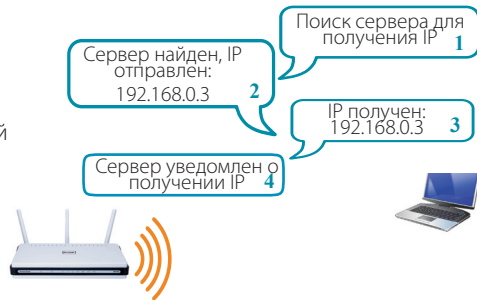 Поиск сервера для
получения IP
1
Сервер найден, IP
отправлен:
192.168.0.3
2
IP получен:
192.168.0.3
3
й
Сервер уведомлен о
получении IP
4